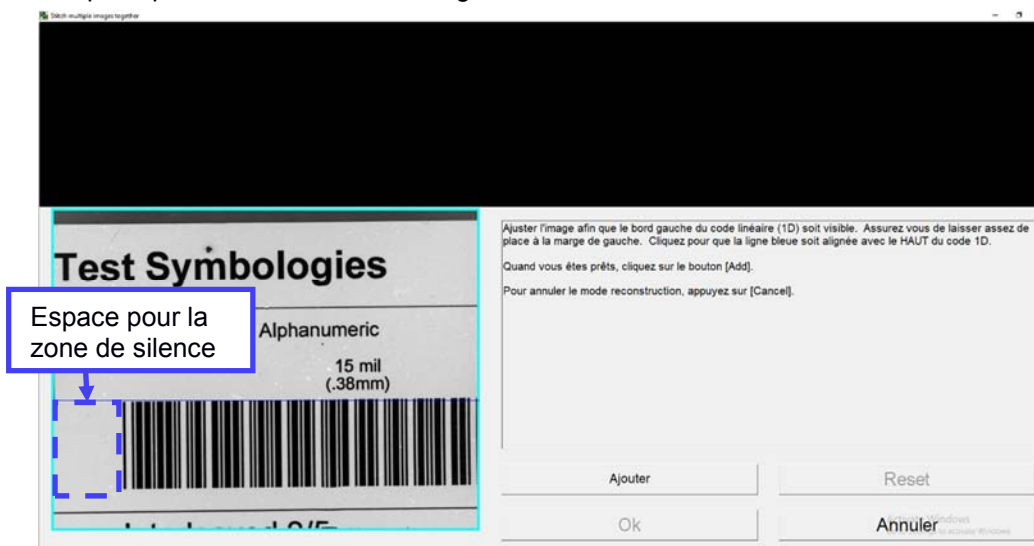 Stitch multiple images together
Ajuster l'image afin que le bord gauche du code linéaire (1D) soit visible. Assurez vous de laisser assez de
place à la marge de gauche. Cliquez pour que la ligne bleue soit alignée avec le HAUT du code 1D.
Quand vous êtes prêts, cliquez sur le bouton [Add].
Pour annuler le mode reconstruction, appuyez sur [Cancel].
Test Symbologies
Espace pour la
zone de silence
Alphanumeric
15 mil
(.38mm)
Ajouter
Reset
Ok
Annuler